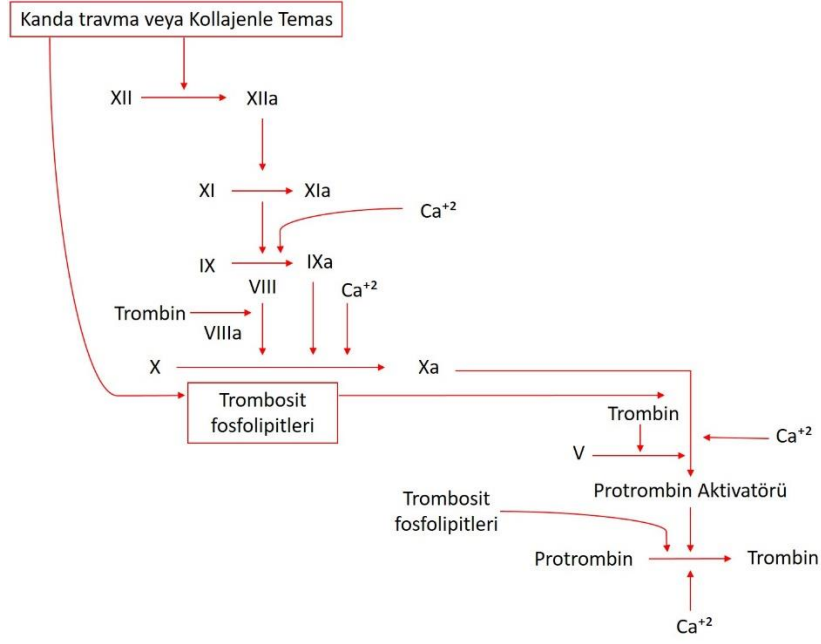 Kanda travma veya Kollajenle Temas
XII
XIIa
XI
XIa
Ca⁺²
IX
IXa
VIII
Ca⁺²
Trombin
VIIIa
X
Xa
Trombosit
fosfolipitleri
Trombin
Ca⁺²
V
Protrombin Aktivatörü
Trombosit
fosfolipitleri
Protrombin
Trombin
Ca⁺²